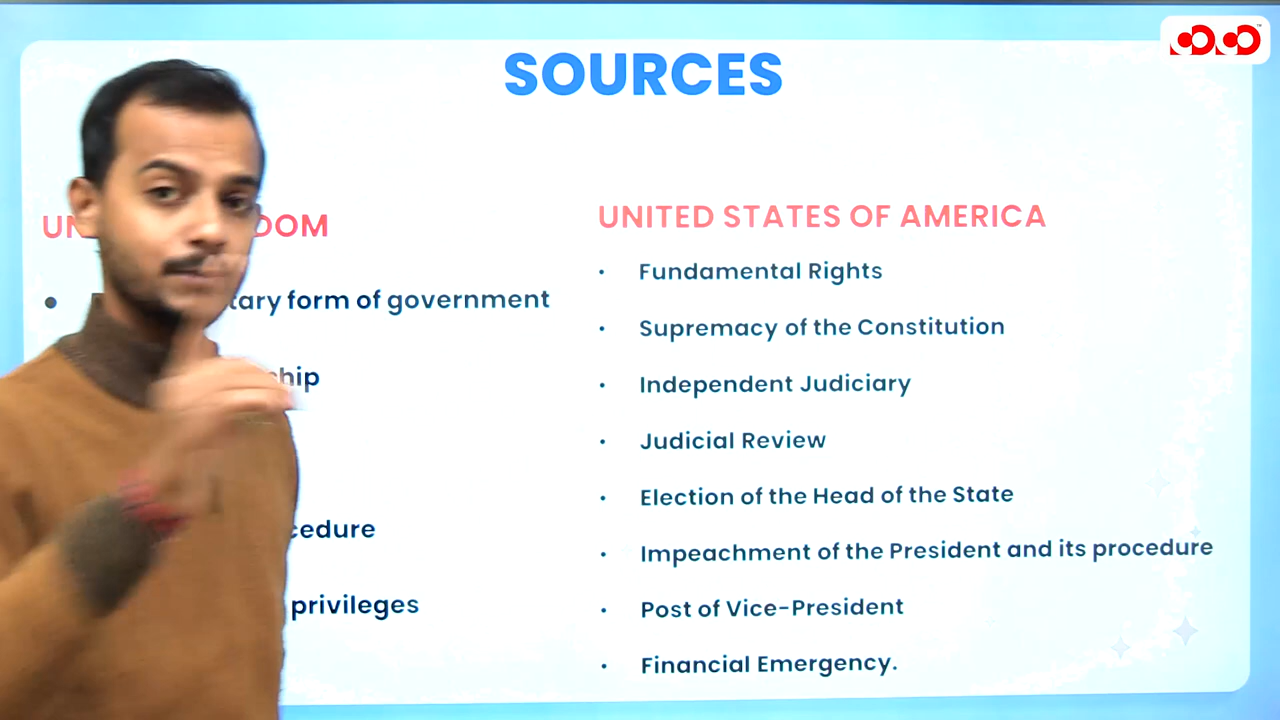 SOURCES
UN DOM
tary form of government
hip
cedure
privileges
UNITED STATES OF AMERICA
• Fundamental Rights
• Supremacy of the Constitution
• Independent Judiciary
• Judicial Review
• Election of the Head of the State
• Impeachment of the President and its procedure
• Post of Vice-President
• Financial Emergency.